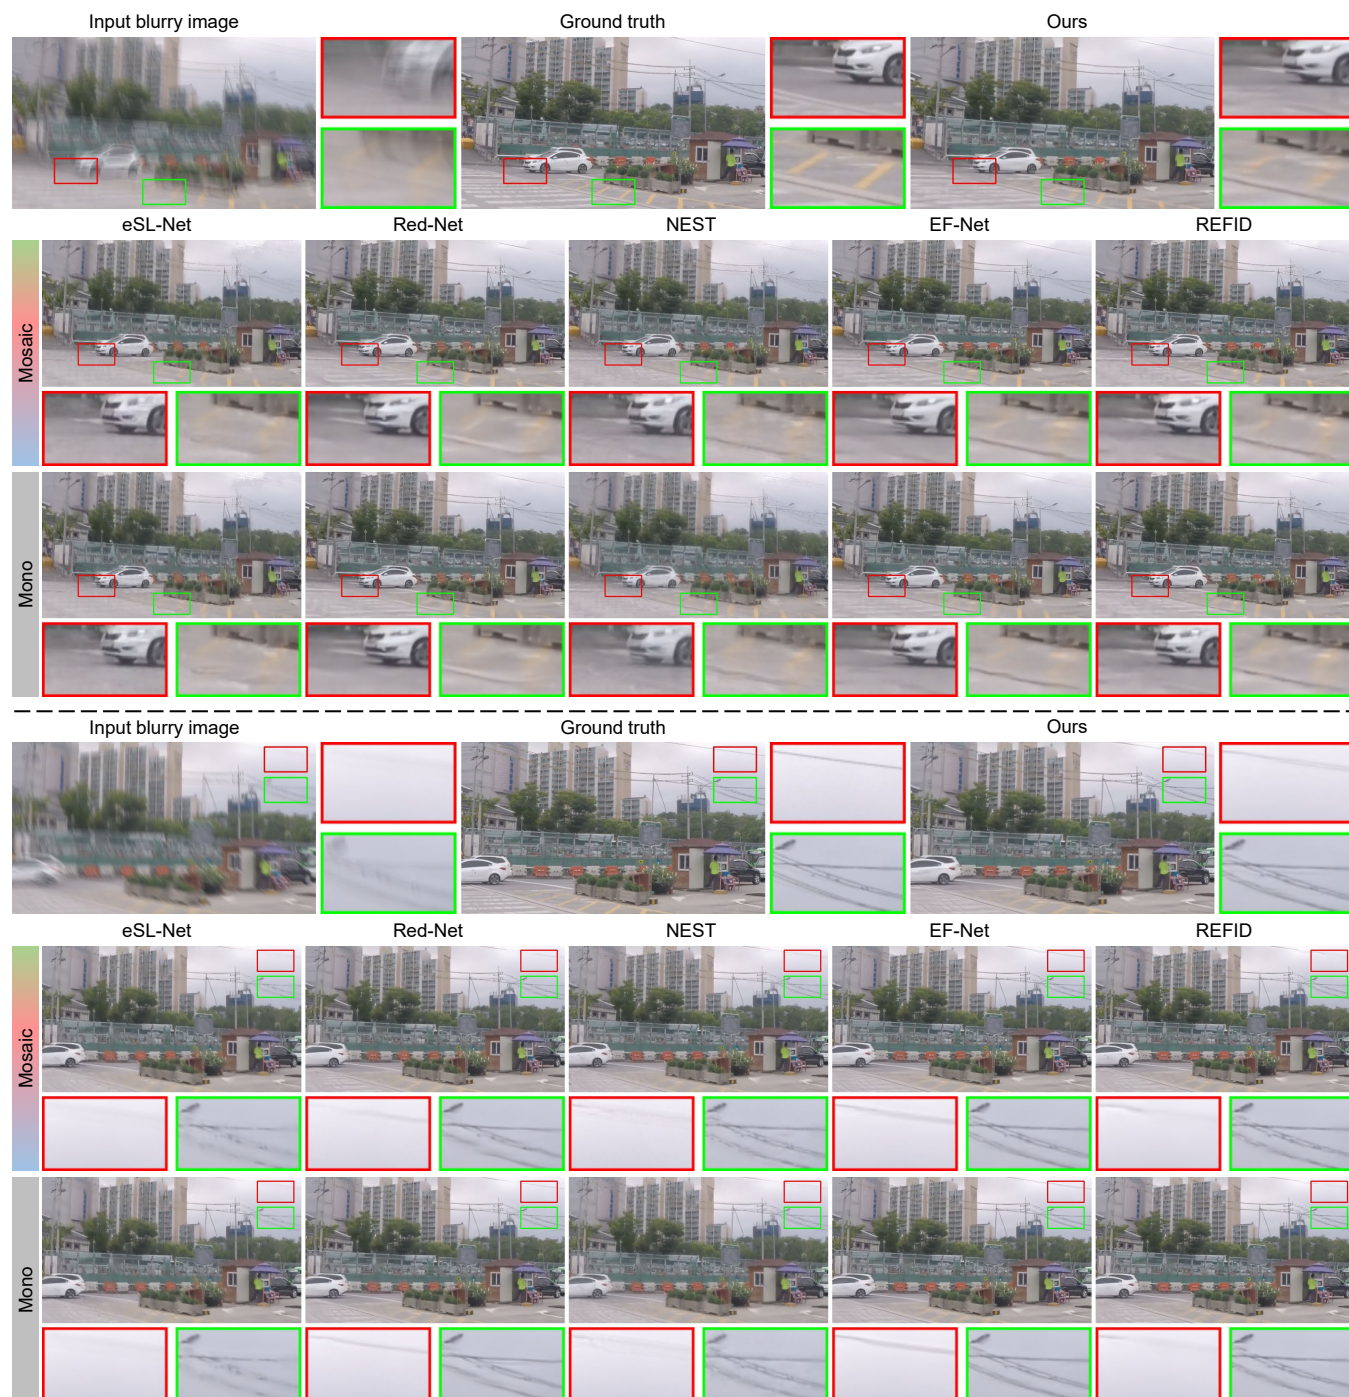 Input blurry image Ground truth Ours
eSL-Net Red-Net NEST EF-Net REFID
Mosaic
Mono
Input blurry image Ground truth Ours
eSL-Net Red-Net NEST EF-Net REFID
Mosaic
Mono